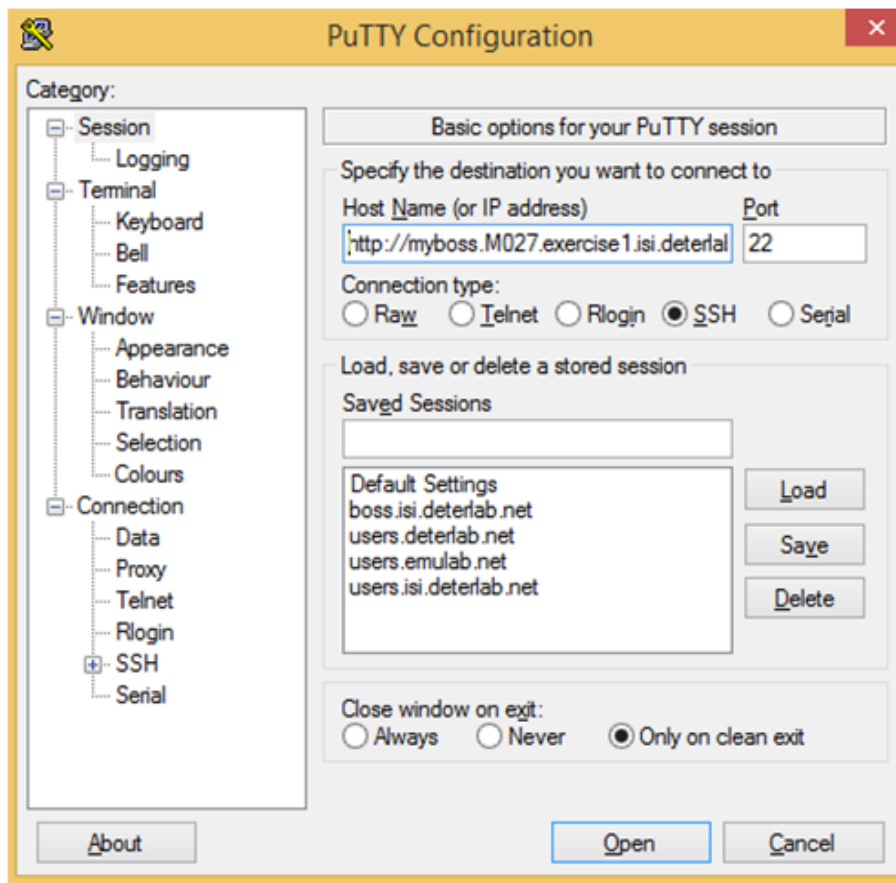 PuTTY Configuration
Category:
Session
Logging
Terminal
Keyboard
Bell
Features
Window
Appearance
Behaviour
Translation
Selection
Colours
Connection
Data
Proxy
Telnet
Rlogin
SSH
Serial
Basic options for your PuTTY session
Specify the destination you want to connect to
Host Name (or IP address) Port
http://myboss.M027.exercise1.isi.deterlal 22
Connection type:
Raw Telnet Rlogin SSH Serial
Load, save or delete a stored session
Saved Sessions
Default Settings
boss.isi.deterlab.net
users.deterlab.net
users.emulab.net
users.isi.deterlab.net
Load
Save
Delete
Close window on exit:
Always Never Only on clean exit
About Open Cancel